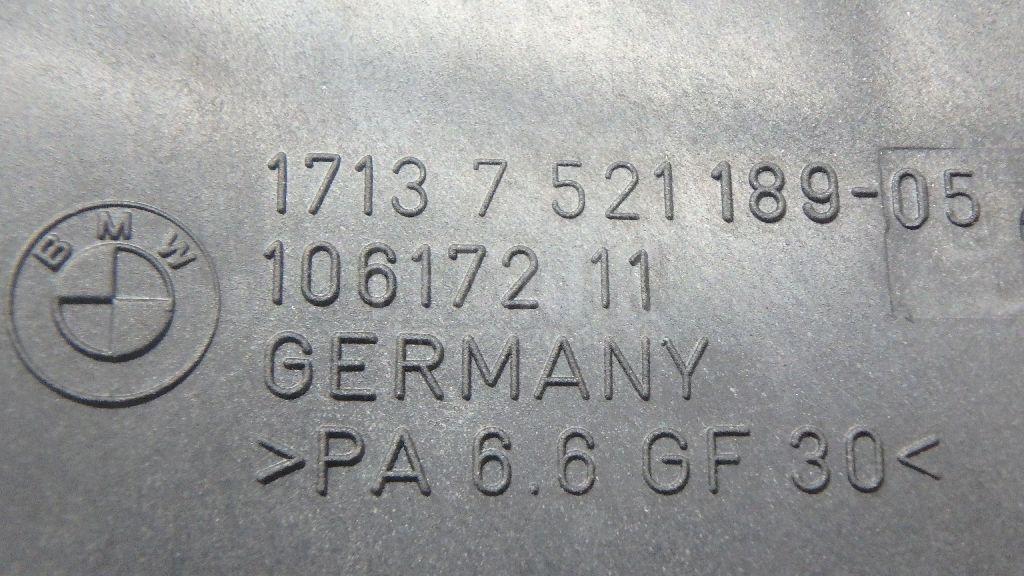 BMW
1713 7 521 189-05
106172 11
GERMANY
>PA 6.6 GF 30<